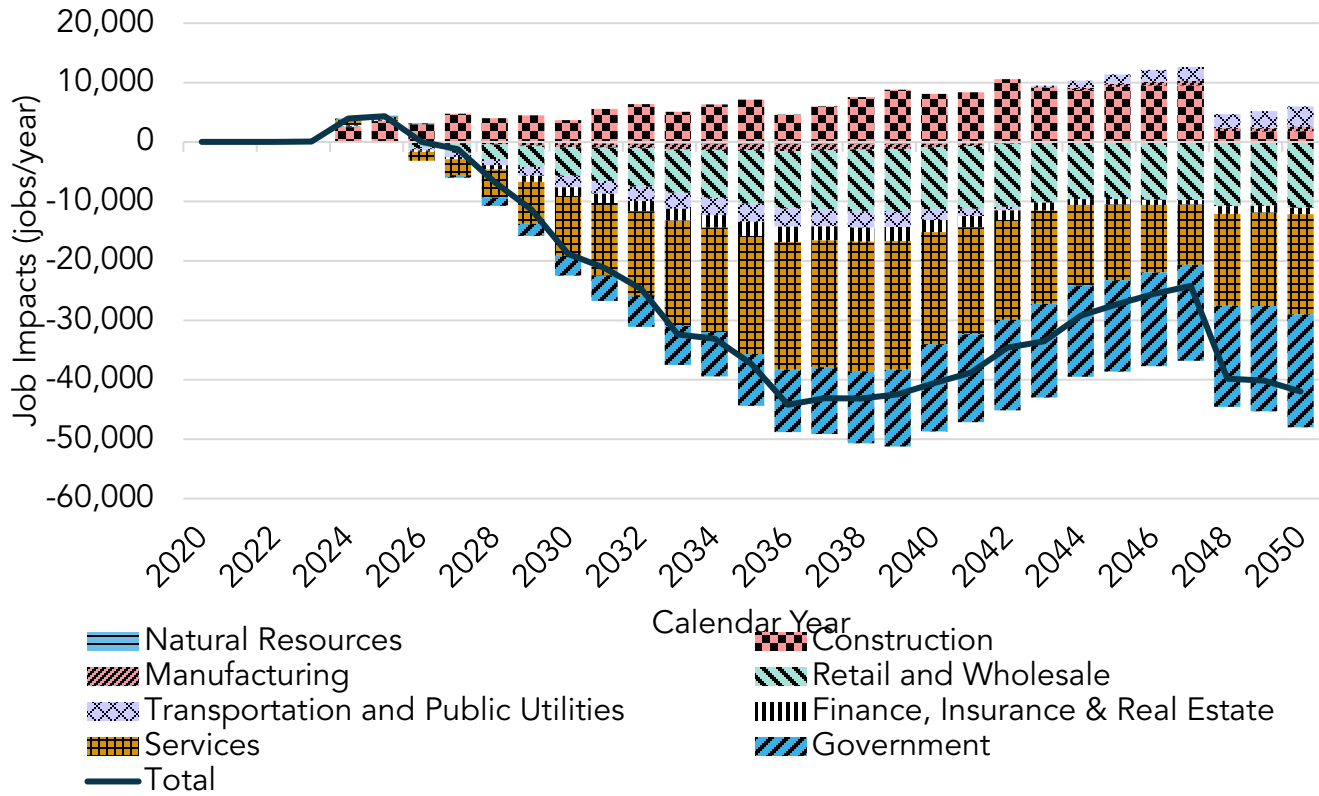 20,000
10,000
0
-10,000
-20,000
-30,000
-40,000
-50,000
-60,000
Job Impacts (jobs/year)
2020
2022
2024
2026
2028
2030
2032
2034
2036
2038
2040
2042
2044
2046
2048
2050
Calendar Year
Natural Resources
Construction
Manufacturing
Retail and Wholesale
Transportation and Public Utilities
Finance, Insurance & Real Estate
Services
Government
Total